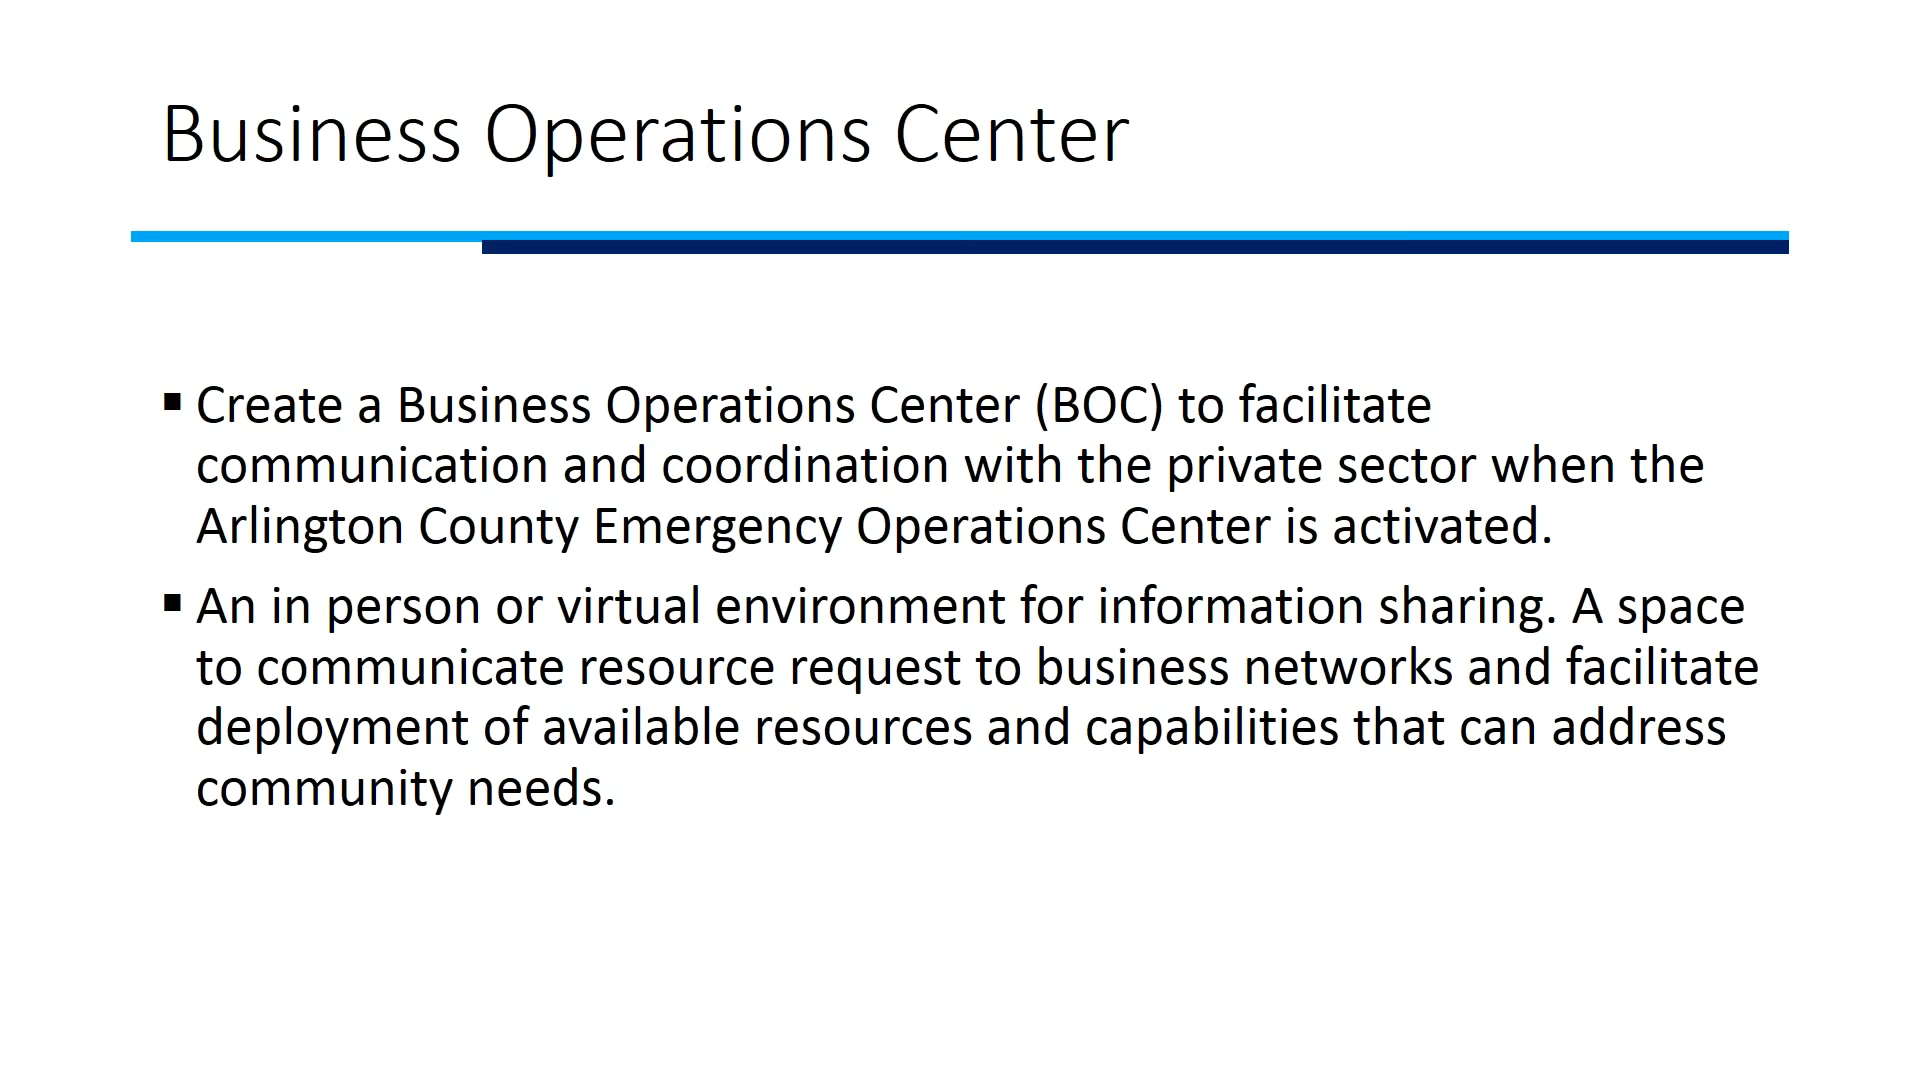 Business Operations Center
▪ Create a Business Operations Center (BOC) to facilitate
communication and coordination with the private sector when the
Arlington County Emergency Operations Center is activated.
▪ An in person or virtual environment for information sharing. A space
to communicate resource request to business networks and facilitate
deployment of available resources and capabilities that can address
community needs.